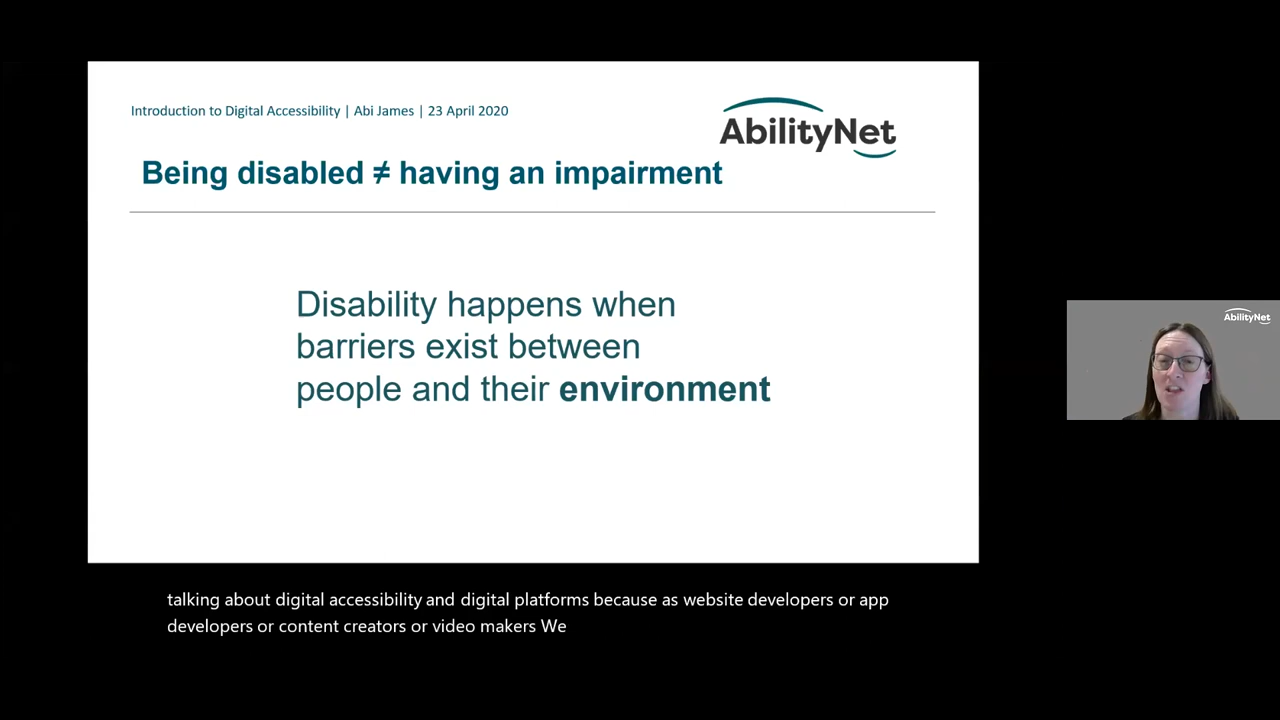 Introduction to Digital Accessibility | Abi James | 23 April 2020
AbilityNet
Being disabled ≠ having an impairment
Disability happens when
barriers exist between
people and their environment
AbilityNet
talking about digital accessibility and digital platforms because as website developers or app
developers or content creators or video makers We